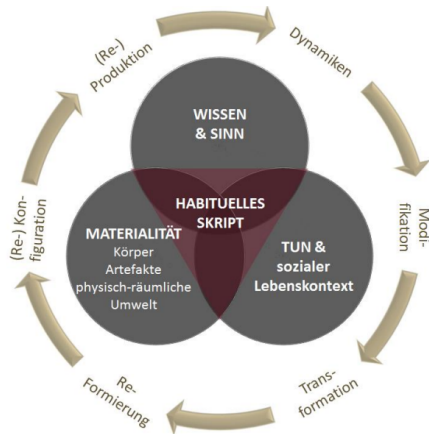 (Re-)
Produktion
Dynamiken
WISSEN
& SINN
HABITUELLES
SKRIPT
MATERIALITÄT
Körper
Artefakte
physisch-räumliche
Umwelt
TUN &
sozialer
Lebenskontext
Modi-
fikation
Trans-
formation
Re-
Formierung
(Re-) Kon-
figuration